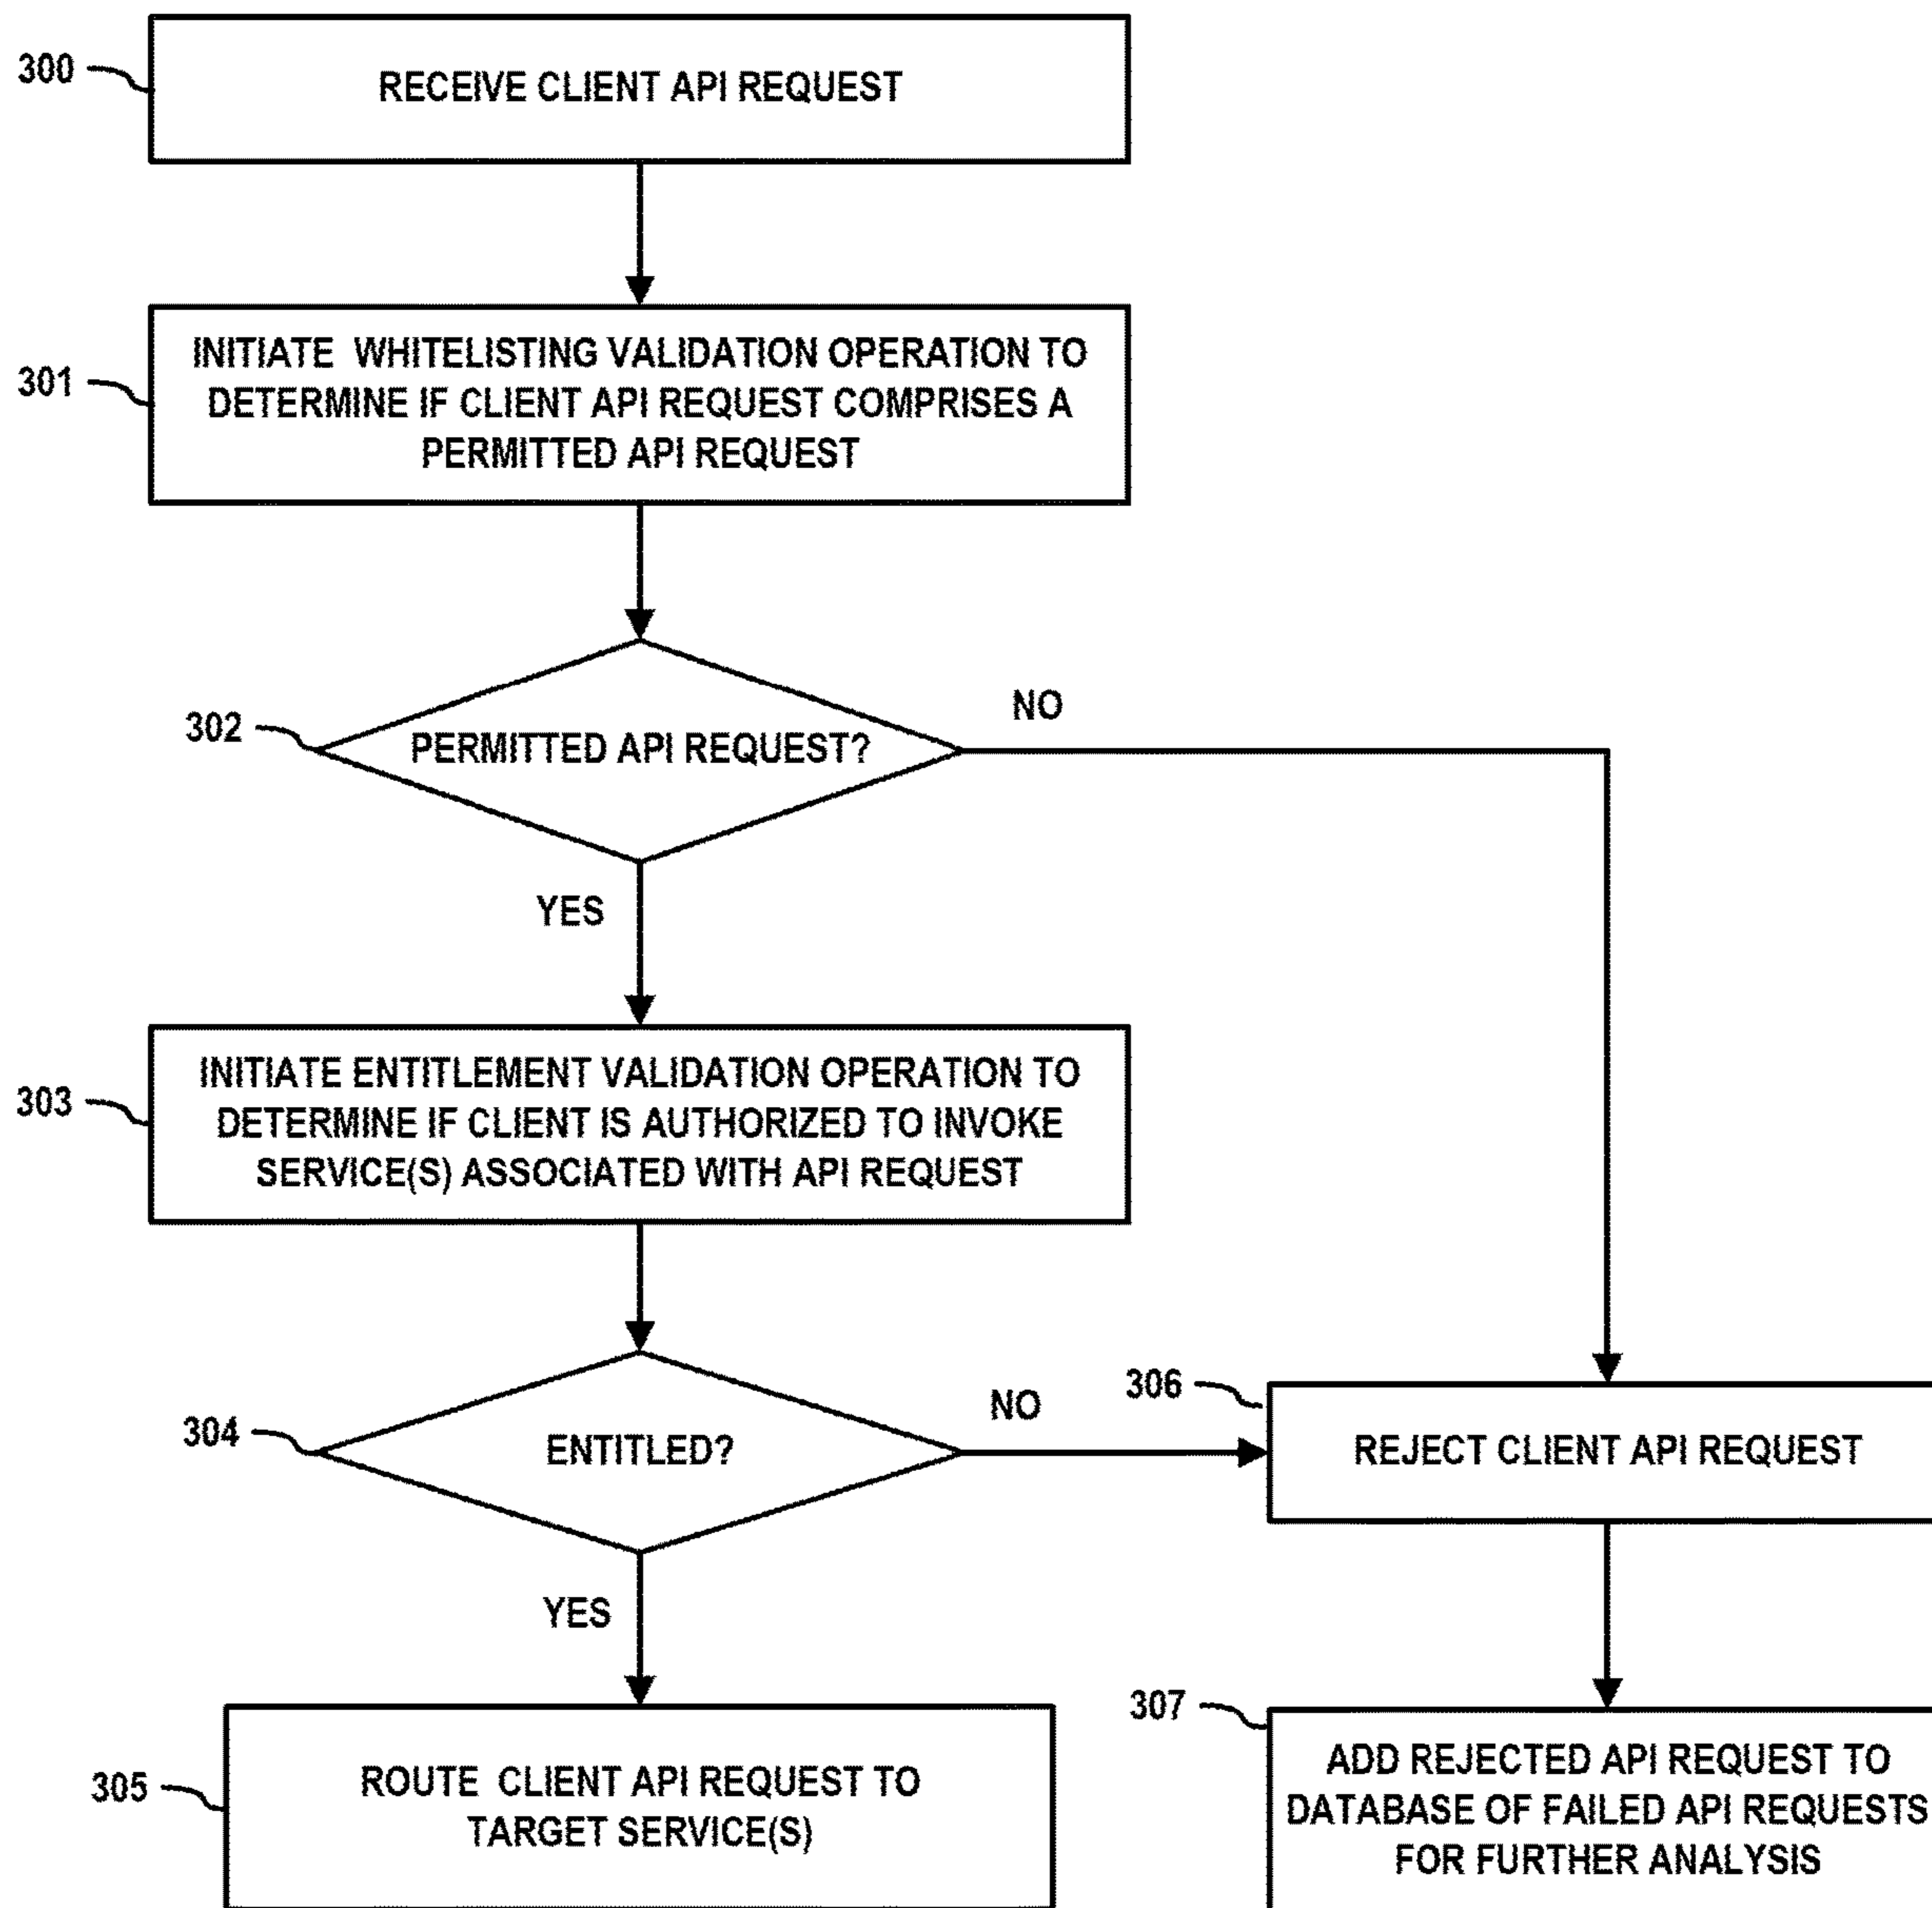 300
RECEIVE CLIENT API REQUEST
301
INITIATE WHITELISTING VALIDATION OPERATION TO
DETERMINE IF CLIENT API REQUEST COMPRISES A
PERMITTED API REQUEST
302
PERMITTED API REQUEST?
NO
YES
303
INITIATE ENTITLEMENT VALIDATION OPERATION TO
DETERMINE IF CLIENT IS AUTHORIZED TO INVOKE
SERVICE(S) ASSOCIATED WITH API REQUEST
304
ENTITLED?
NO
YES
306
REJECT CLIENT API REQUEST
305
ROUTE CLIENT API REQUEST TO
TARGET SERVICE(S)
307
ADD REJECTED API REQUEST TO
DATABASE OF FAILED API REQUESTS
FOR FURTHER ANALYSIS